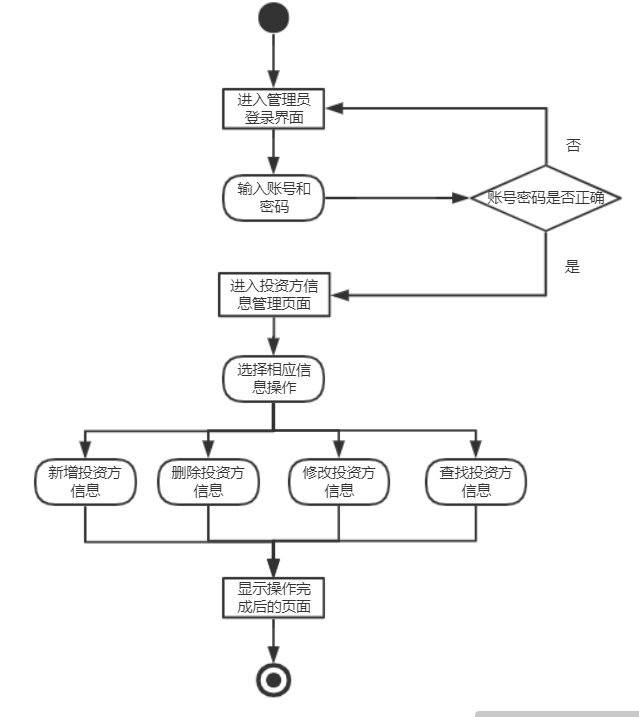 进入管理员
登录界面
否
输入账号和
密码
账号密码是否正确
是
进入投资方信
息管理页面
选择相应信
息操作
新增投资方
信息
删除投资方
信息
修改投资方
信息
查找投资方
信息
显示操作完
成后的页面